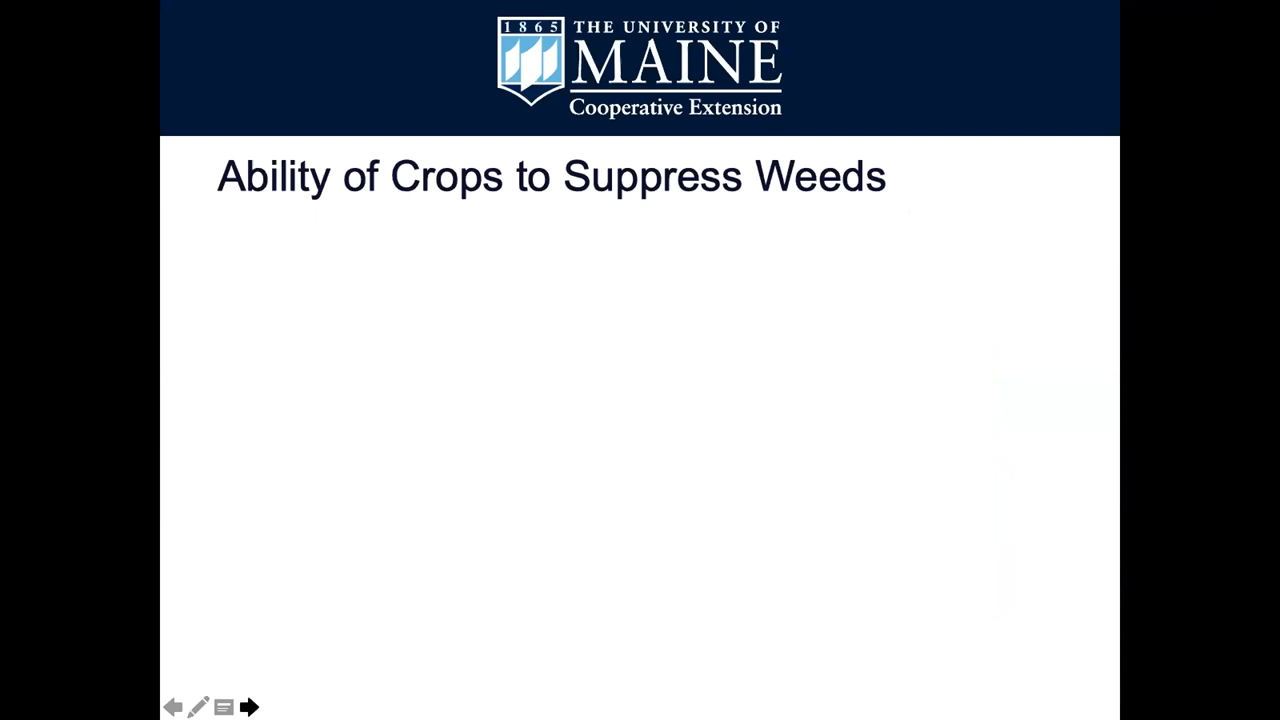 1865
THE UNIVERSITY OF
MAINE
Cooperative Extension
Ability of Crops to Suppress Weeds